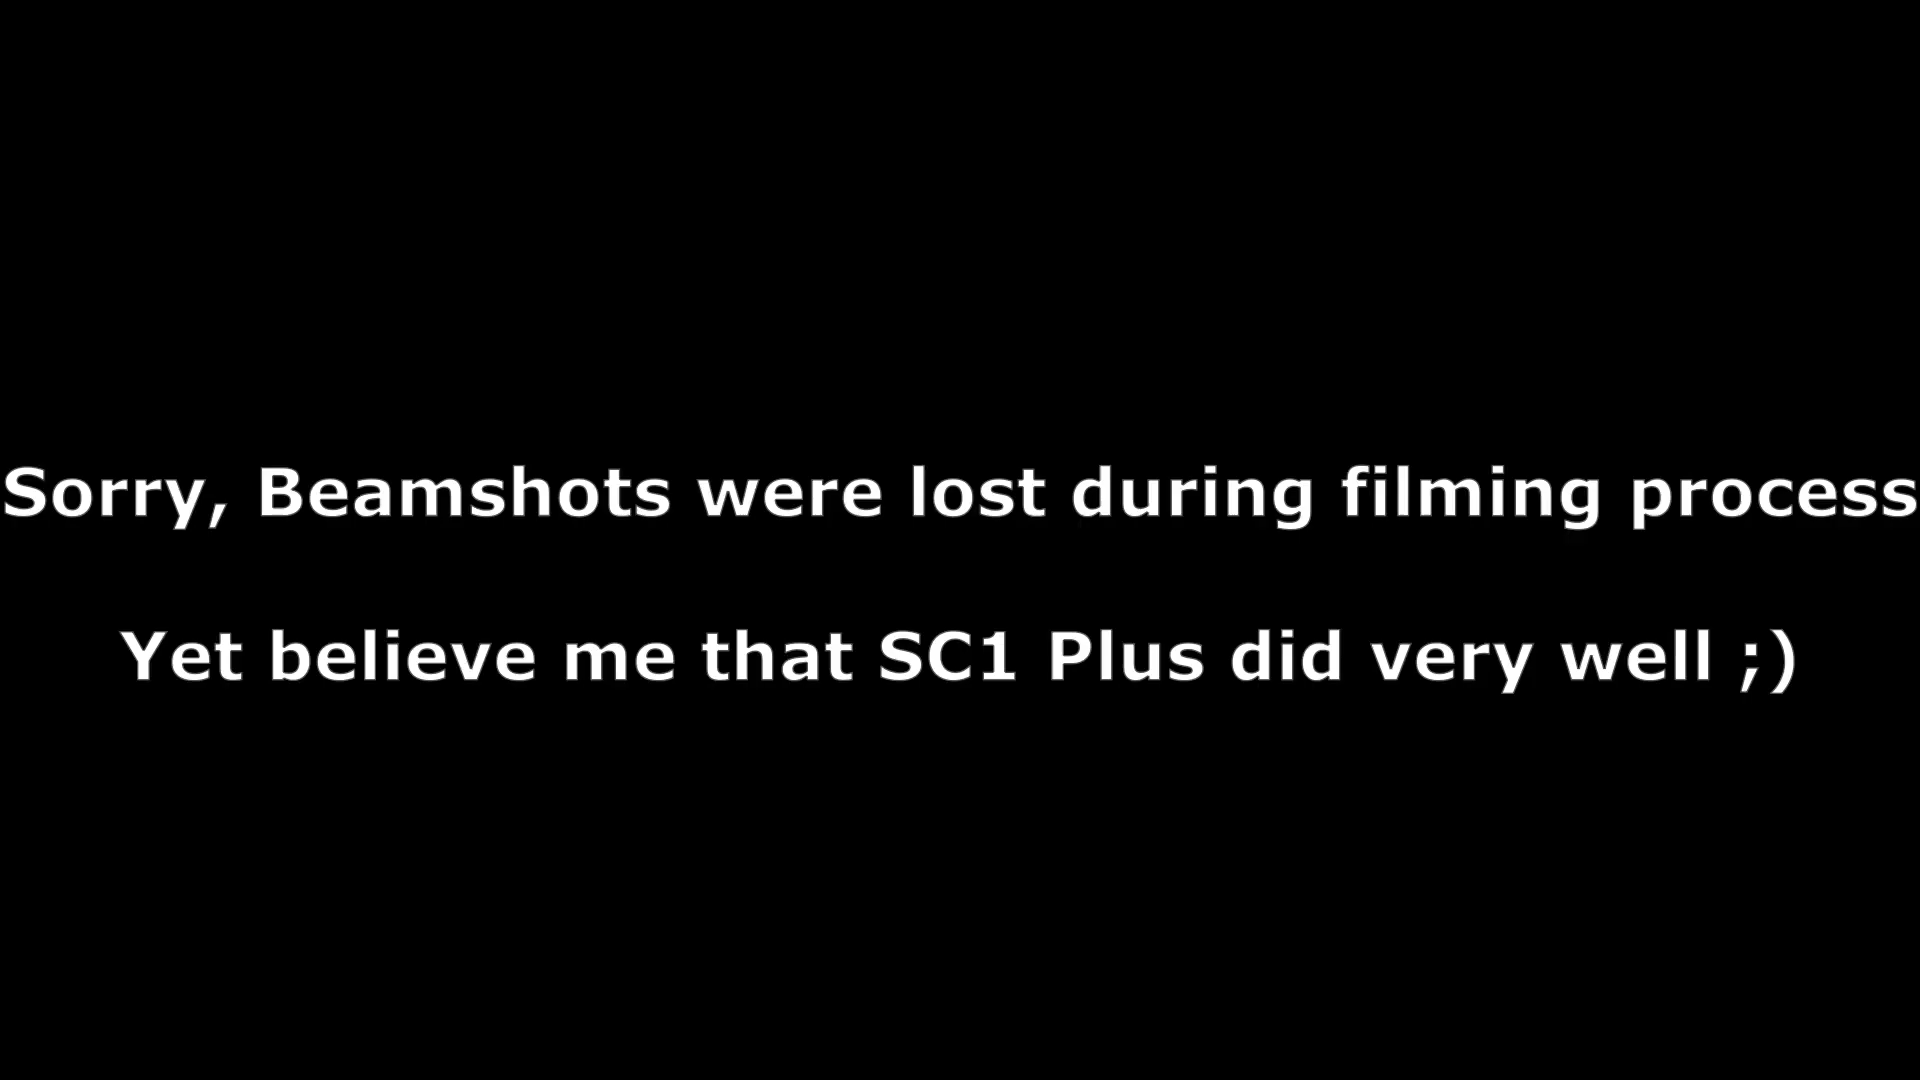 Sorry, Beamshots were lost during filming process
Yet believe me that SC1 Plus did very well ;)